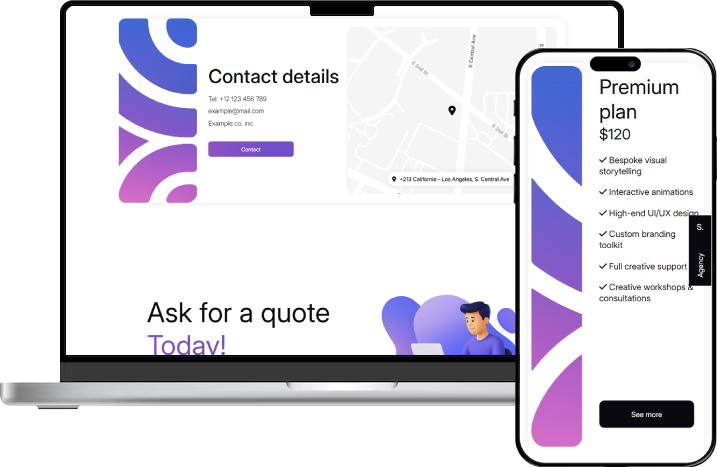 Contact details
Tel: +12 123 456 789
example@mail.com
Example co, inc.
Contact
S Central Ave
E 2nd St
E 2nd St
+213 California – Los Angeles, S. Central Ave
Ask for a quote
Today!
Premium
plan
$120
Bespoke visual
storytelling
Interactive animations
High-end UI/UX design
Custom branding
toolkit
Full creative support
Creative workshops &
consultations
S.
Agency
See more